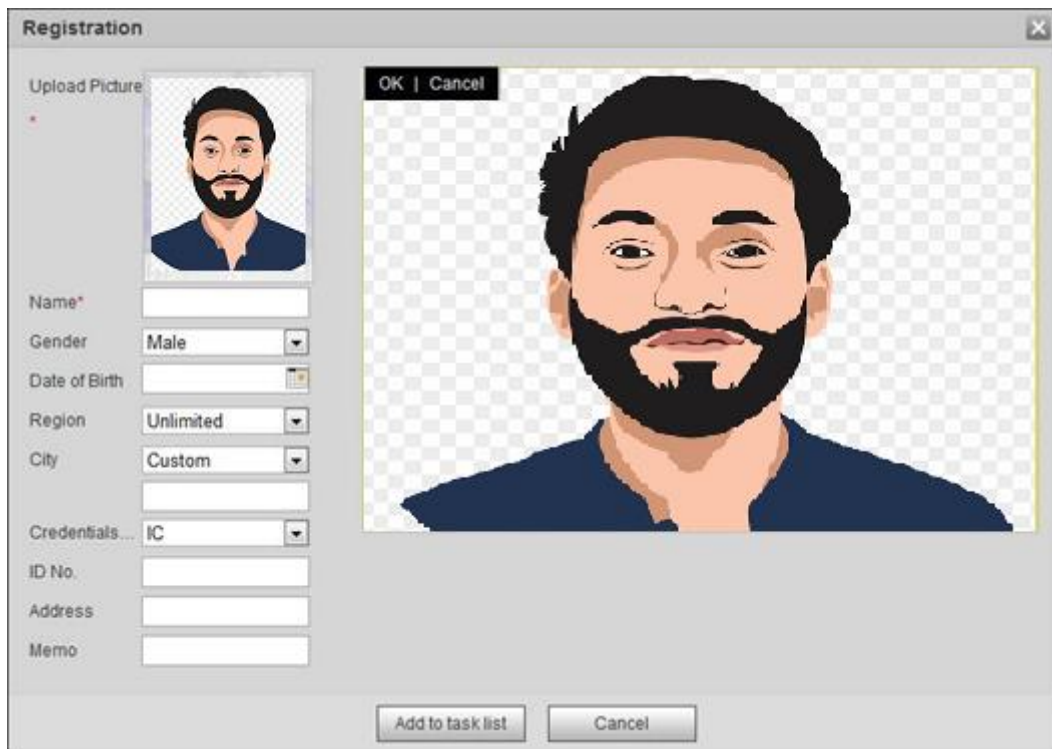 Registration
Upload Picture
*
OK | Cancel
Name*
Gender Male
Date of Birth
Region Unlimited
City Custom
Credentials... IC
ID No.
Address
Memo
Add to task list Cancel